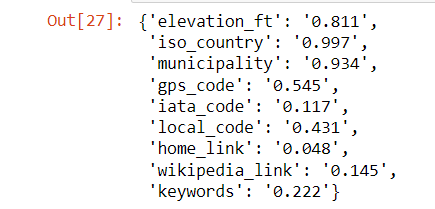 Out[27]: {'elevation_ft': '0.811',
'iso_country': '0.997',
'municipality': '0.934',
'gps_code': '0.545',
'iata_code': '0.117',
'local_code': '0.431',
'home_link': '0.048',
'wikipedia_link': '0.145',
'keywords': '0.222'}